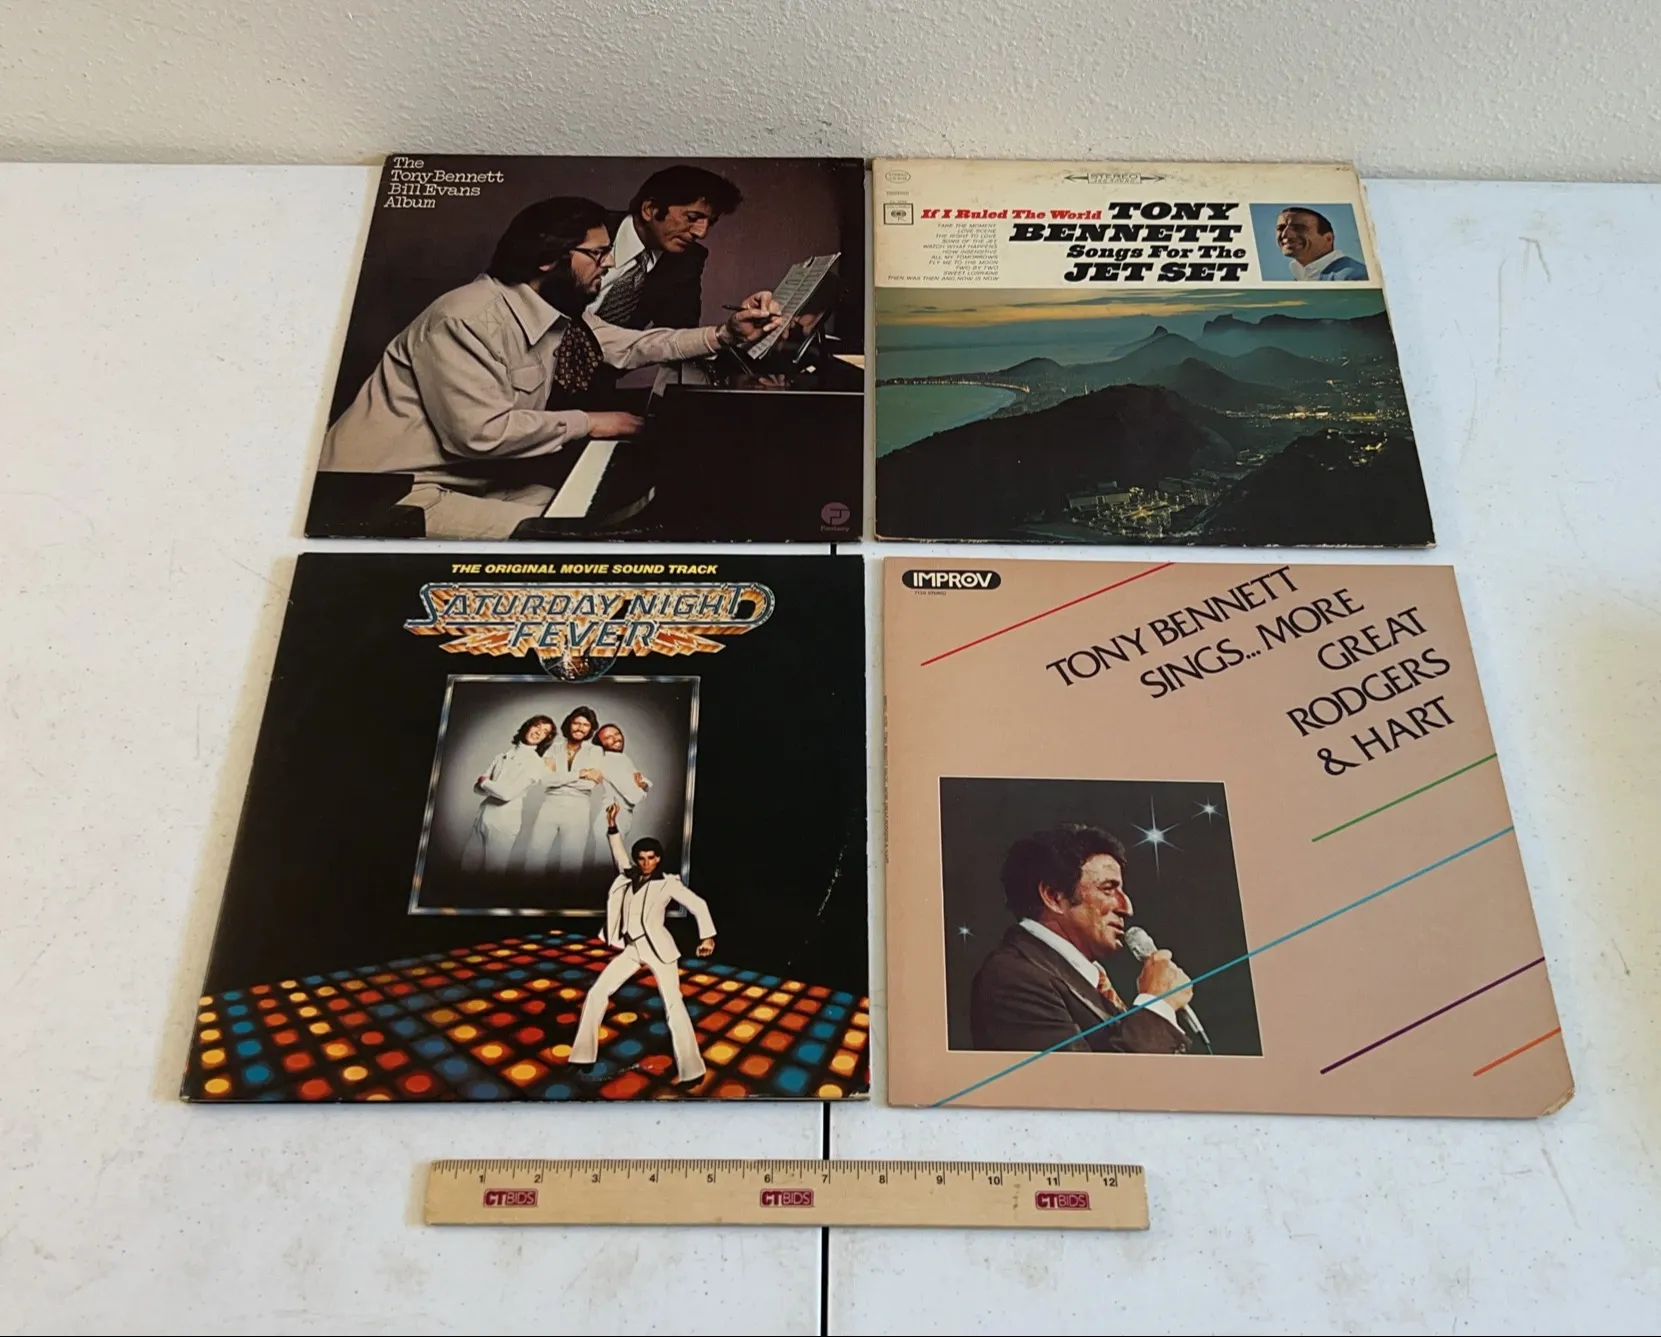 The
Tony Bennett
Bill Evans
Album
Fantasy
STEREO
If I Ruled The World TONY
BENNETT
Songs For The
JET SET
TAKE THE MOMENT
LOVE SCENE
THE RIGHT TO LOVE
SONG OF THE JET
WATCH WHAT HAPPENS
HOW INSENSITIVE
ALL MY TOMORROWS
FLY ME TO THE MOON
TWO BY TWO
SWEET LORRAINE
THEN WAS THEN AND NOW IS NOW
THE ORIGINAL MOVIE SOUND TRACK
SATURDAY NIGHT
FEVER
IMPROV
TONY BENNETT
SINGS...MORE
GREAT
RODGERS
& HART
1 2 3 4 5 6 7 8 9 10 11 12
CTBIDS CTBIDS CTBIDS